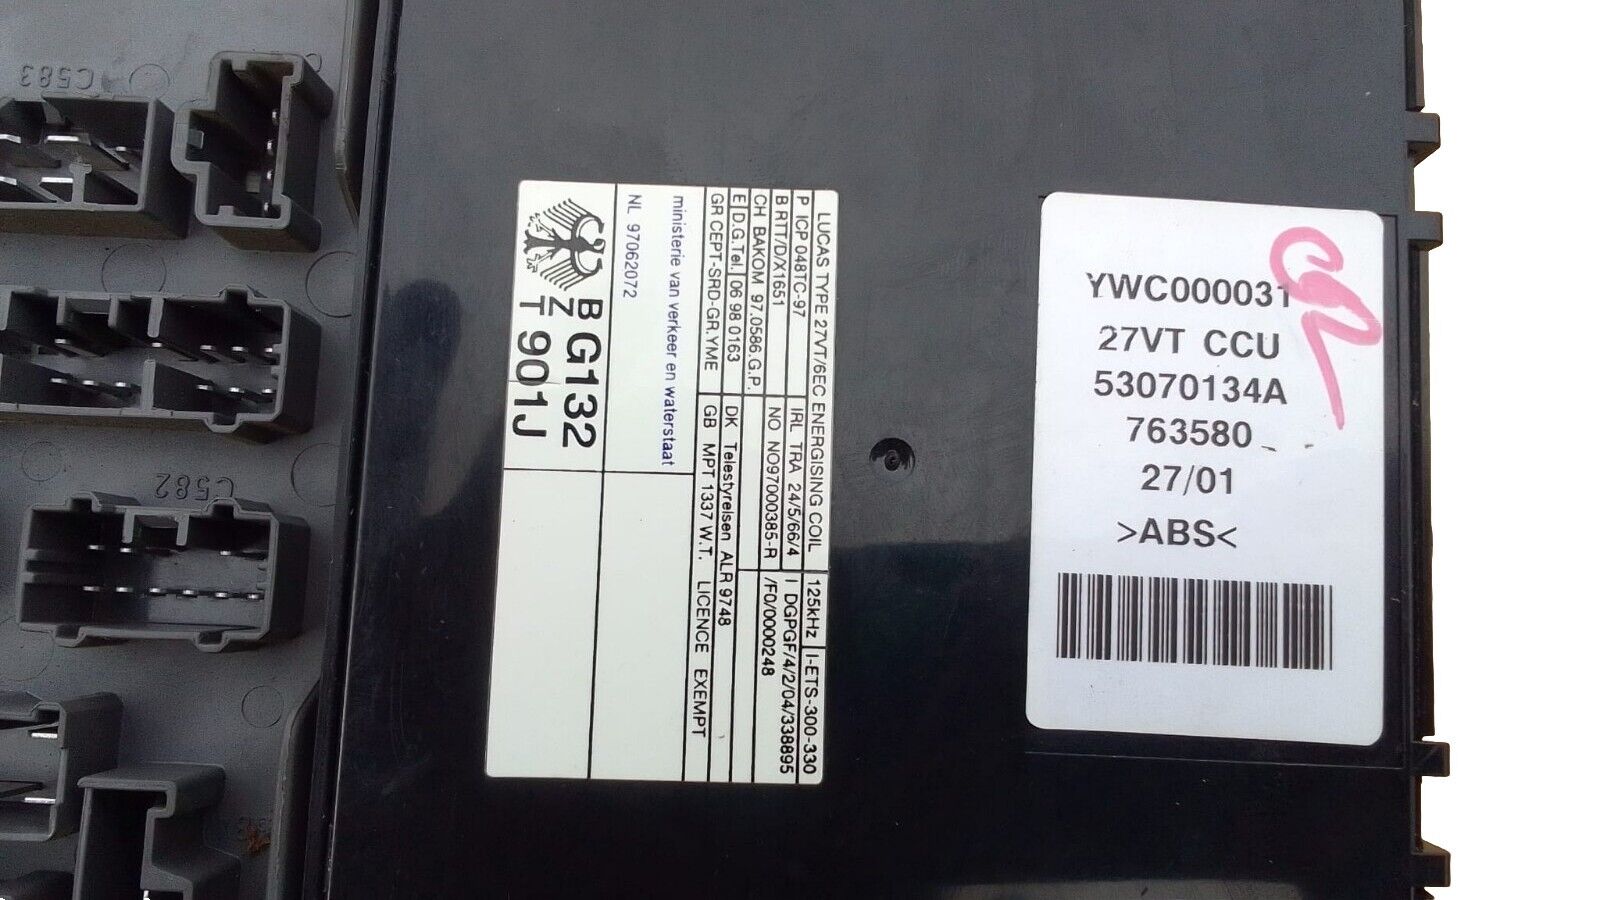 C583
C582
LUCAS TYPE 27VT/6EC ENERGISING COIL 125kHz I-ETS-300-330
P ICP 048TC-97 IRL TRA 24/5/66/4 I DGPGF/4/2/04/338895
B RTT/D/X1651 NO NO97000385-R /F0/0000248
CH BAKOM 97.0586.G.P.
E D.G.Tel. 06 98 0163 DK Telestyrelsen ALR 9748
GR CEPT-SRD-GR.YME GB MPT 1337 W.T. LICENCE EXEMPT
ministerie van verkeer en waterstaat
NL 97062072
B G132
Z
T 901J
YWC000031
27VT CCU
53070134A
763580
27/01
>ABS<